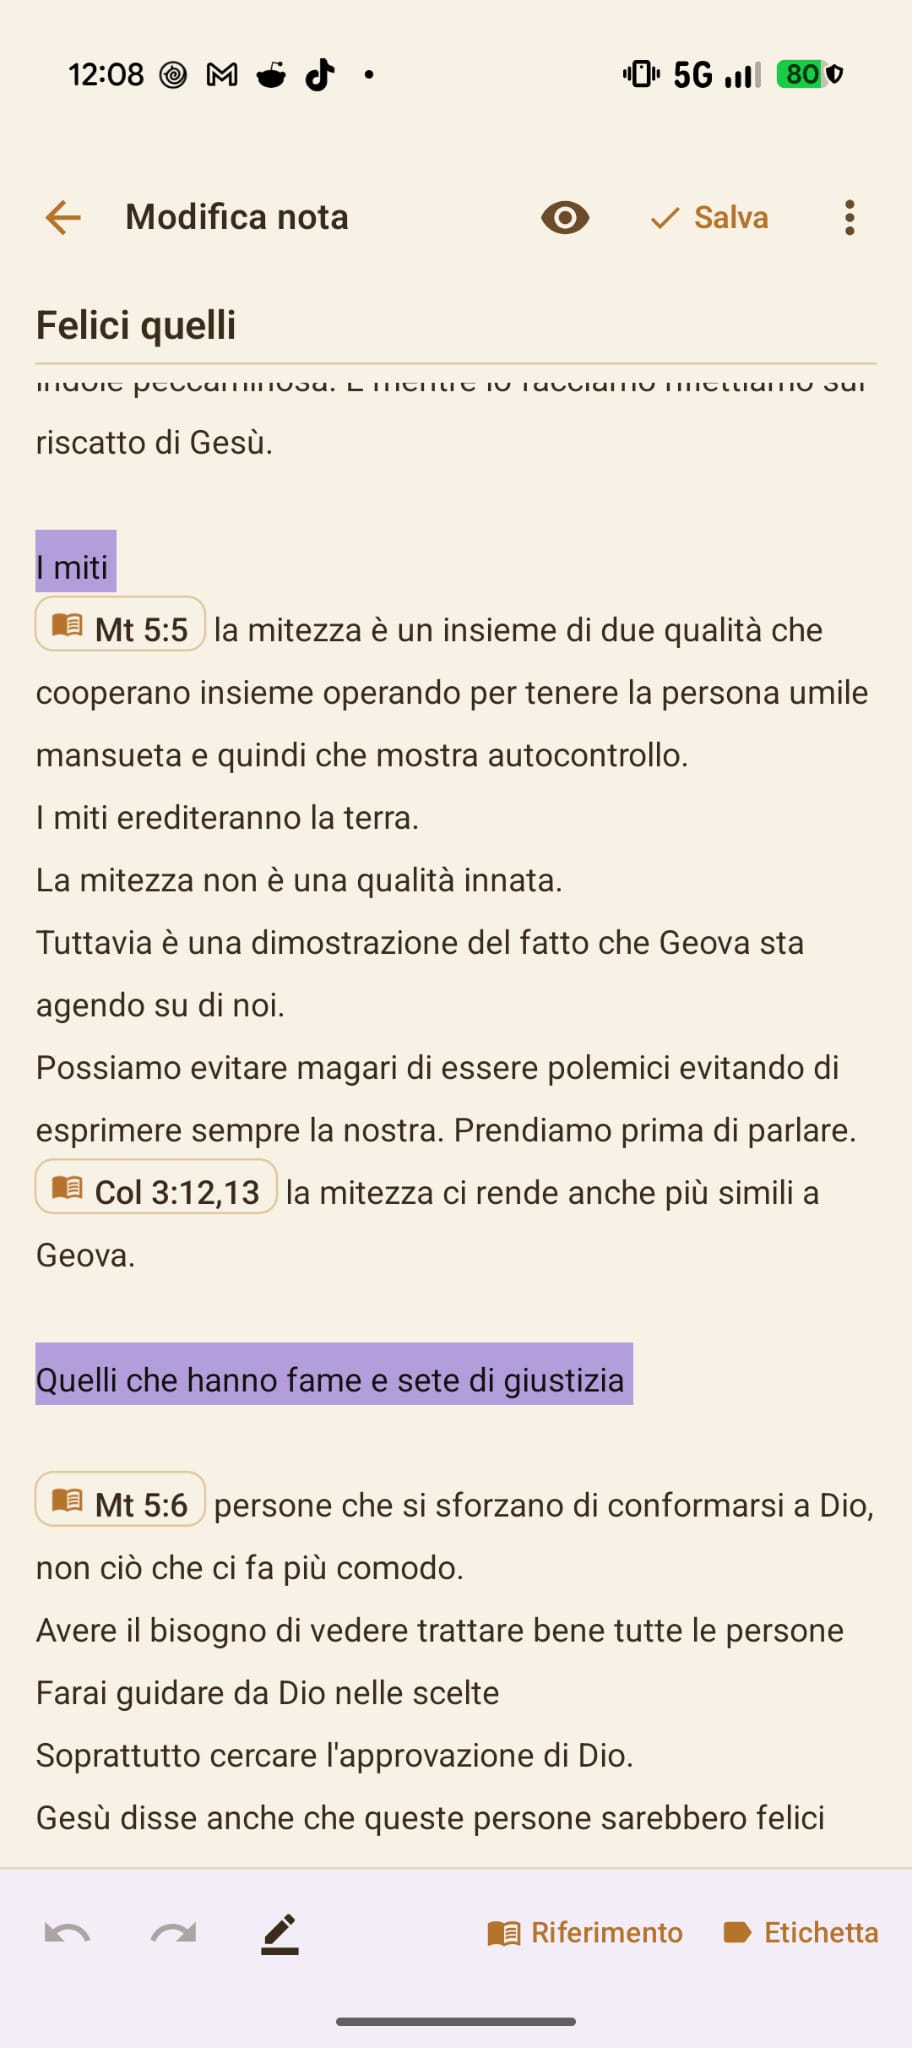 12:08
5G
80
Modifica nota
Salva
Felici quelli
indole peccaminosa. E mentre lo facciamo riflettiamo sul
riscatto di Gesù.
I miti
Mt 5:5 la mitezza è un insieme di due qualità che
cooperano insieme operando per tenere la persona umile
mansueta e quindi che mostra autocontrollo.
I miti erediteranno la terra.
La mitezza non è una qualità innata.
Tuttavia è una dimostrazione del fatto che Geova sta
agendo su di noi.
Possiamo evitare magari di essere polemici evitando di
esprimere sempre la nostra. Prendiamo prima di parlare.
Col 3:12,13 la mitezza ci rende anche più simili a
Geova.
Quelli che hanno fame e sete di giustizia
Mt 5:6 persone che si sforzano di conformarsi a Dio,
non ciò che ci fa più comodo.
Avere il bisogno di vedere trattare bene tutte le persone
Farai guidare da Dio nelle scelte
Soprattutto cercare l'approvazione di Dio.
Gesù disse anche che queste persone sarebbero felici
Riferimento
Etichetta